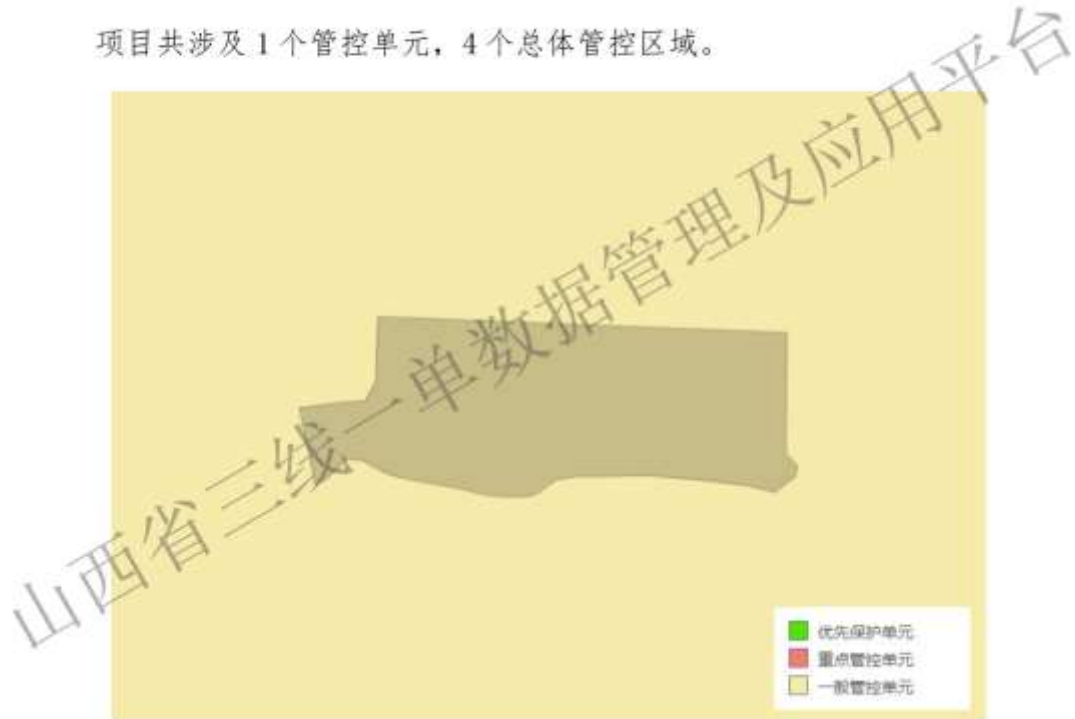 项目共涉及 1 个管控单元，4 个总体管控区域。
山西省三线一单数据管理及应用平台
优先保护单元
重点管控单元
一般管控单元